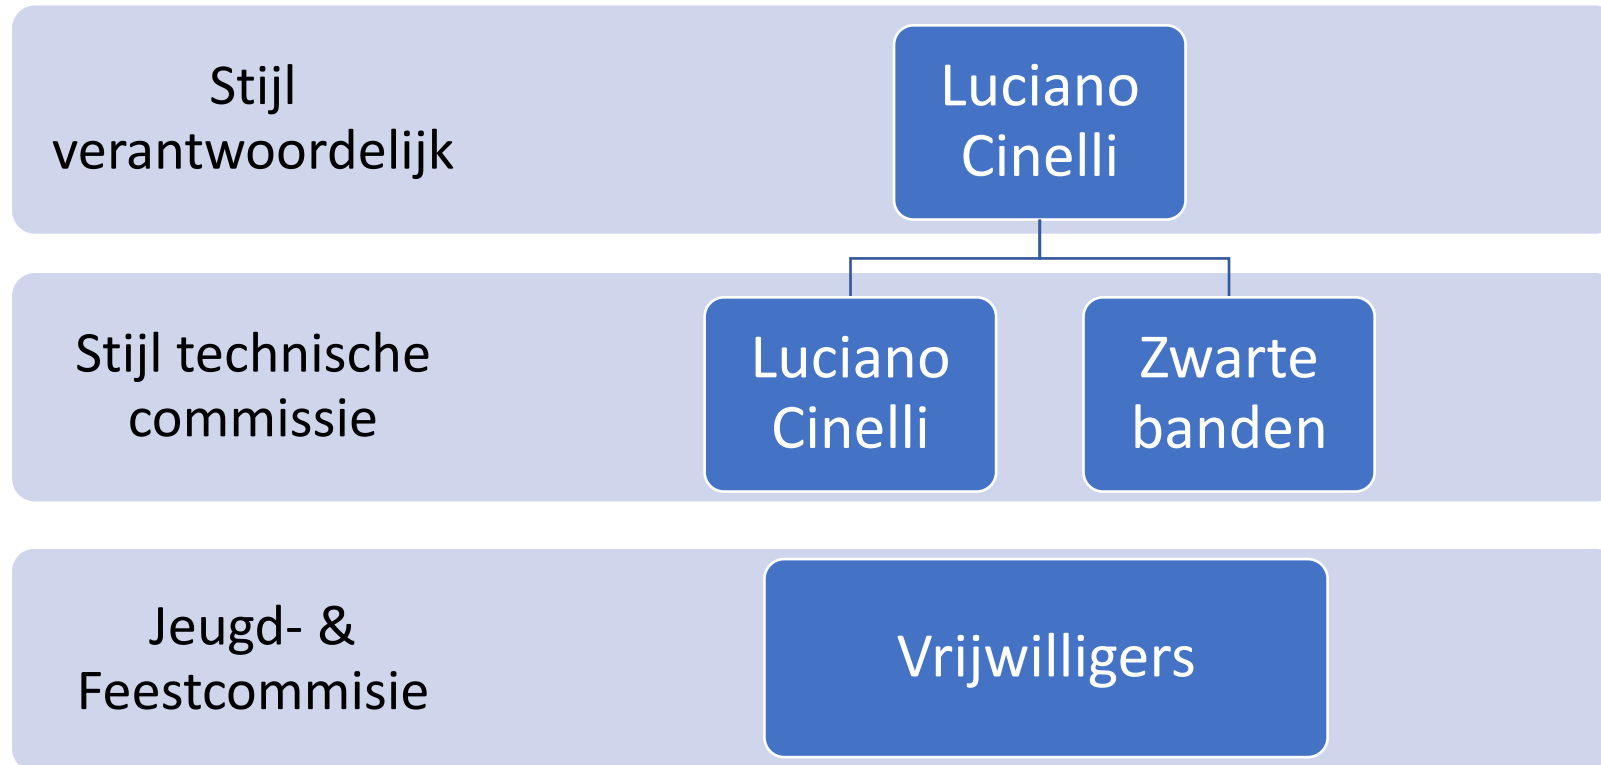 Stijl
verantwoordelijk
Luciano
Cinelli
Stijl technische
commissie
Luciano
Cinelli
Zwarte
banden
Jeugd- &
Feestcommisie
Vrijwilligers